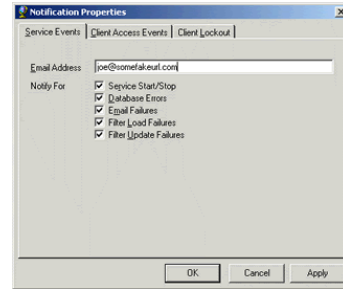 Notification Properties
Service Events Client Access Events Client Lockout
Email Address joe@somefakeurl.com
Notify For Service Start/Stop
Database Errors
Email Failures
Filter Load Failures
Filter Update Failures
OK Cancel Apply